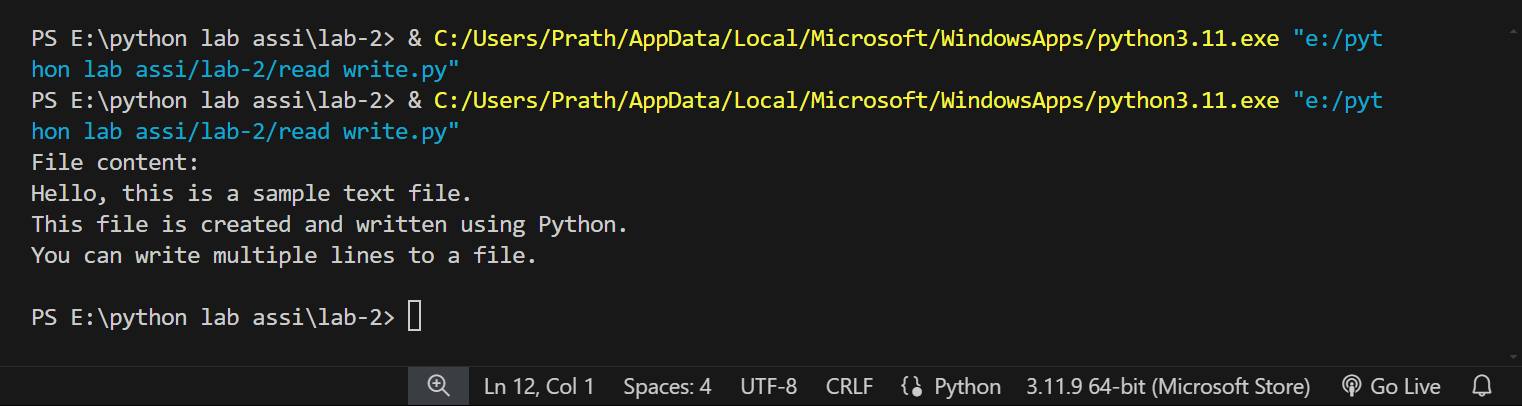 PS E:\python lab assi\lab-2> & C:/Users/Prath/AppData/Local/Microsoft/WindowsApps/python3.11.exe "e:/pyt
hon lab assi/lab-2/read write.py"
PS E:\python lab assi\lab-2> & C:/Users/Prath/AppData/Local/Microsoft/WindowsApps/python3.11.exe "e:/pyt
hon lab assi/lab-2/read write.py"
File content:
Hello, this is a sample text file.
This file is created and written using Python.
You can write multiple lines to a file.
PS E:\python lab assi\lab-2>
Ln 12, Col 1 Spaces: 4 UTF-8 CRLF Python 3.11.9 64-bit (Microsoft Store) Go Live